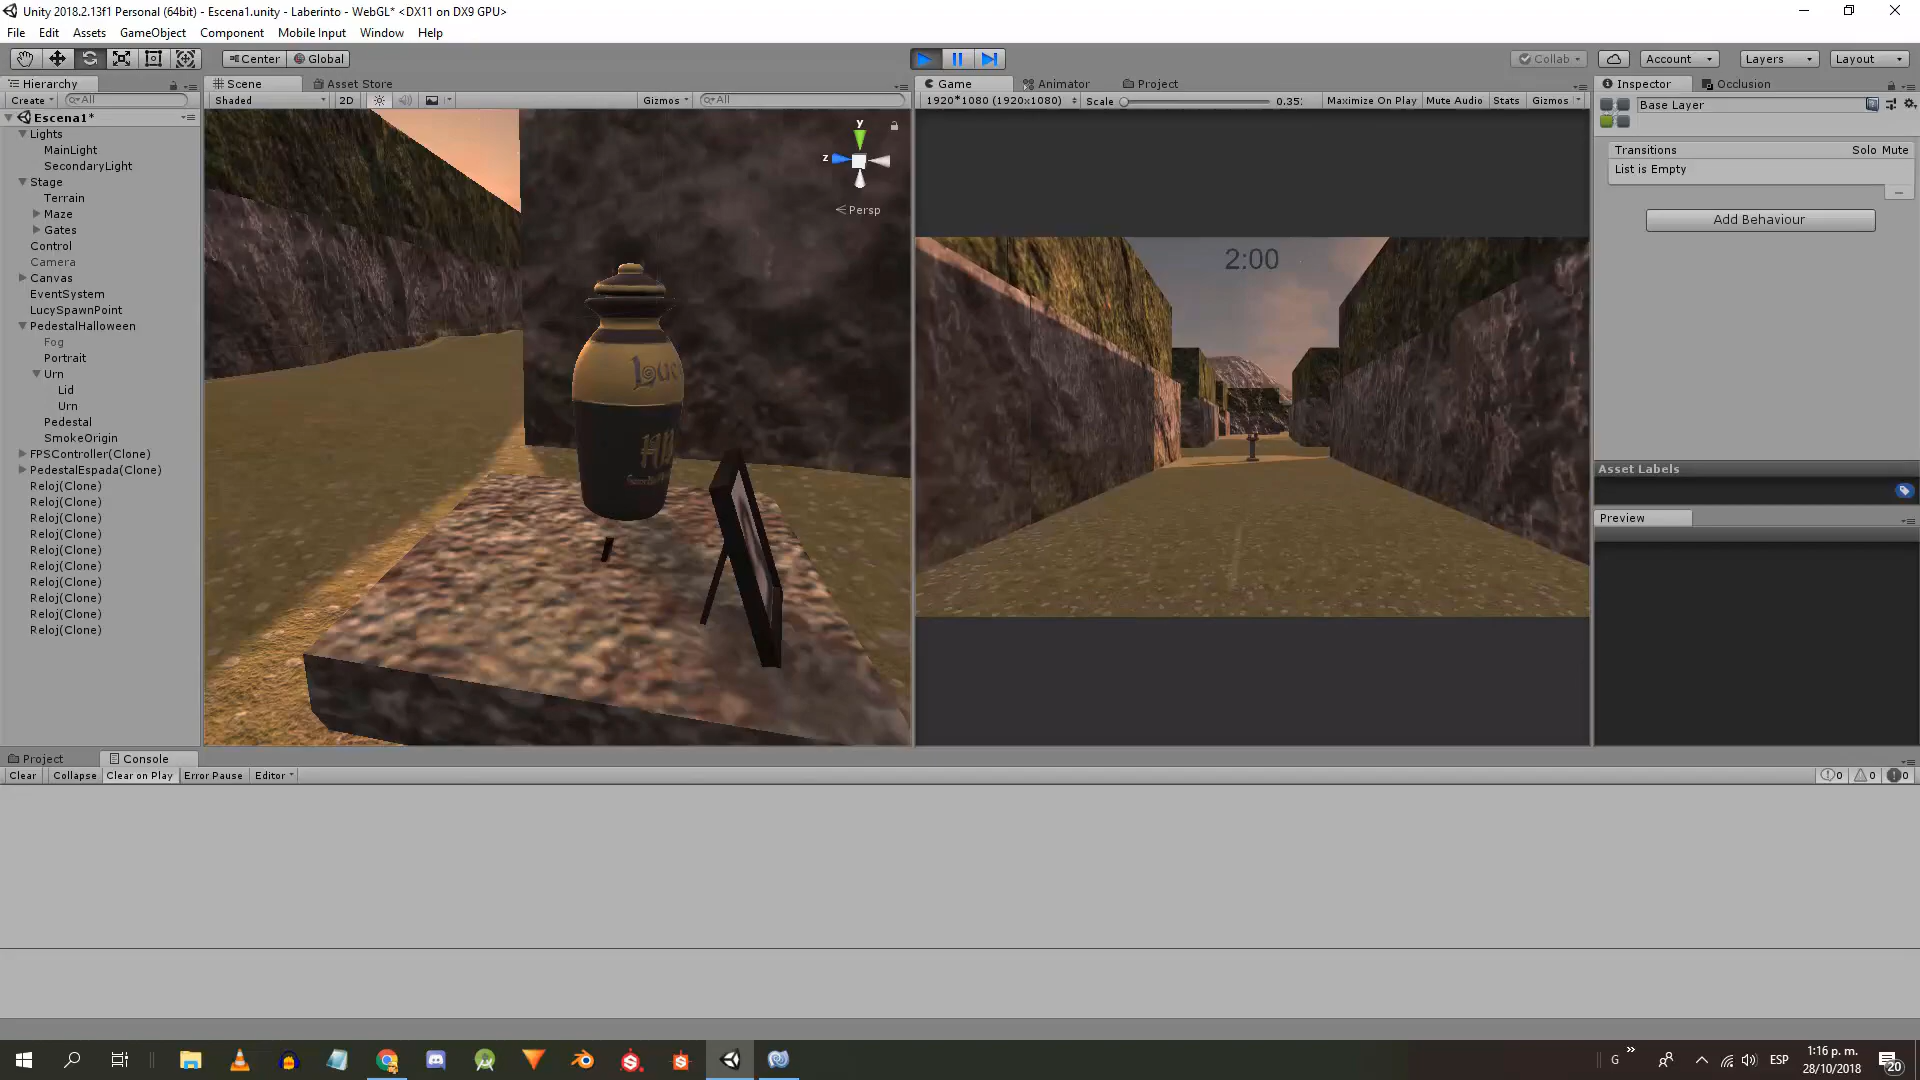 Unity 2018.2.13f1 Personal (64bit) - Escena1.unity - Laberinto - WebGL* <DX11 on DX9 GPU>
File Edit Assets GameObject Component Mobile Input Window Help
Center Global Collab Account Layers Layout
Hierarchy
Create All
Escena1*
Lights
MainLight
SecondaryLight
Stage
Terrain
Maze
Gates
Control
Camera
Canvas
EventSystem
LucySpawnPoint
PedestalHalloween
Fog
Portrait
Urn
Lid
Urn
Pedestal
SmokeOrigin
FPSController(Clone)
PedestalEspada(Clone)
Reloj(Clone)
Reloj(Clone)
Reloj(Clone)
Reloj(Clone)
Reloj(Clone)
Reloj(Clone)
Reloj(Clone)
Reloj(Clone)
Reloj(Clone)
Reloj(Clone)
Scene Asset Store
Shaded 2D Gizmos All
y
z
Persp
Game Animator Project
1920*1080 (1920x1080) Scale 0.35 Maximize On Play Mute Audio Stats Gizmos
2:00
Inspector Occlusion
Base Layer
Transitions Solo Mute
List is Empty
Add Behaviour
Asset Labels
Preview
Project Console
Clear Collapse Clear on Play Error Pause Editor 0 0 0
G ESP
1:16 p. m.
28/10/2018
20